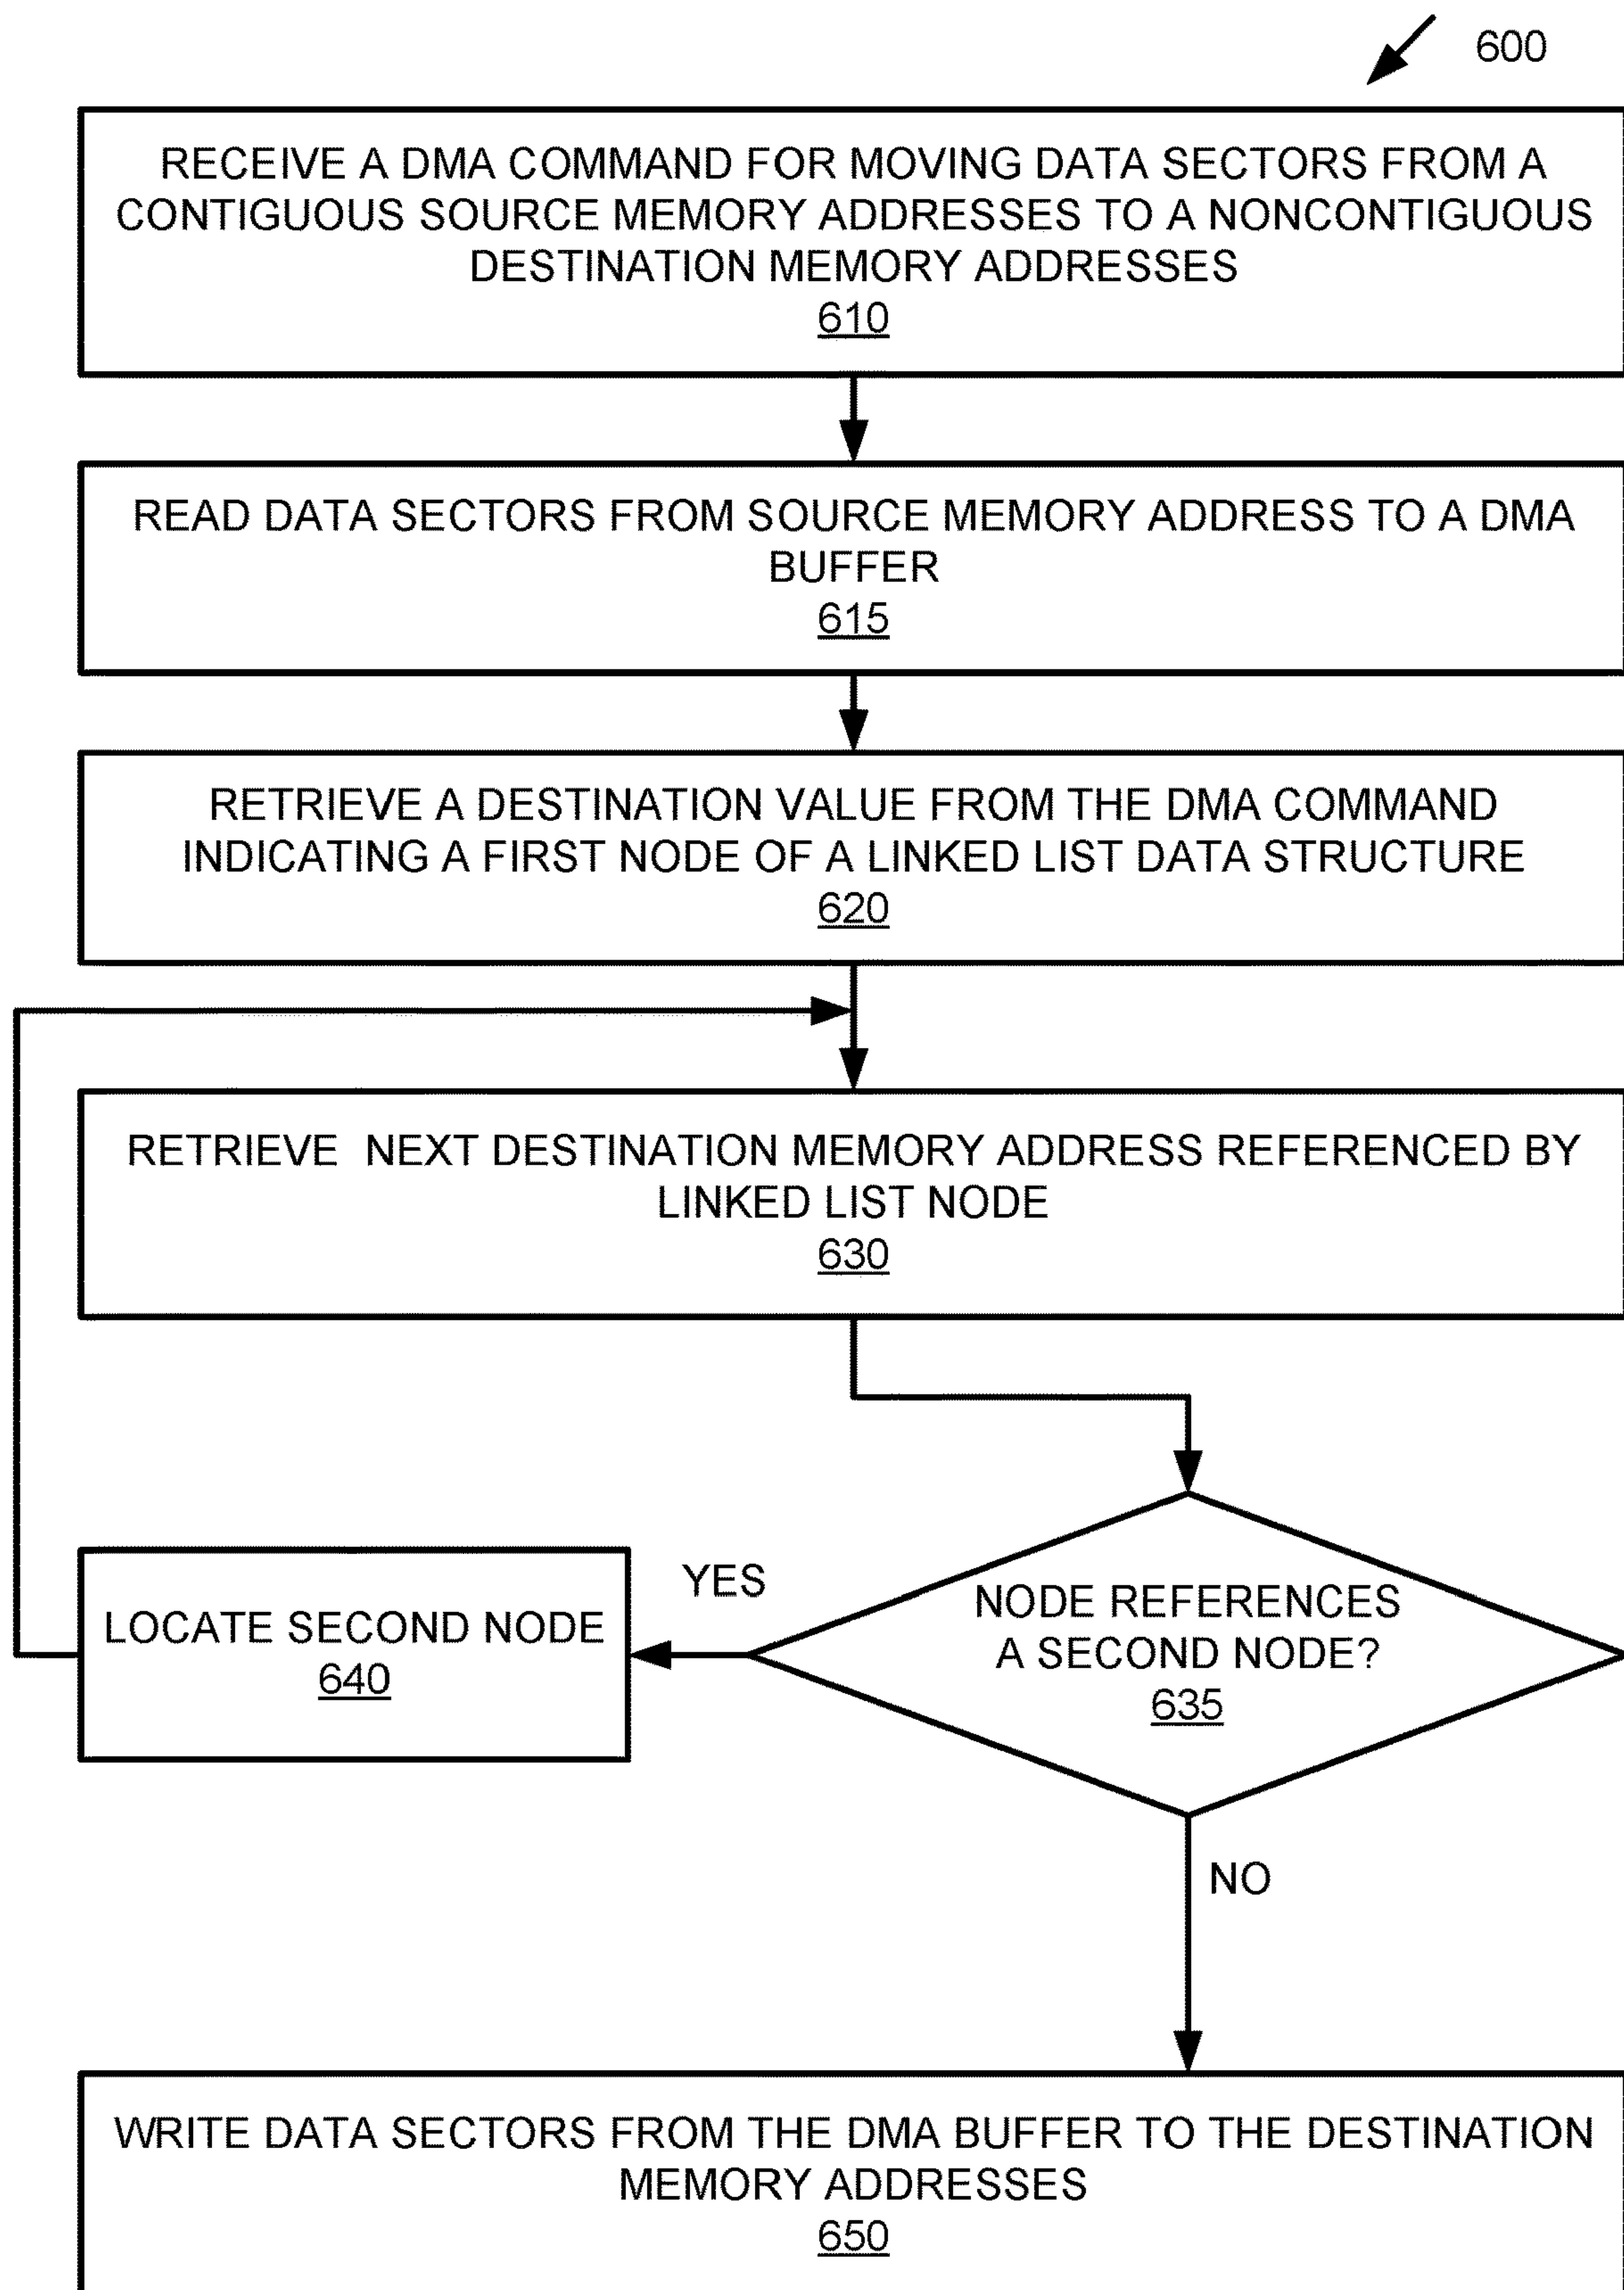 600
RECEIVE A DMA COMMAND FOR MOVING DATA SECTORS FROM A
CONTIGUOUS SOURCE MEMORY ADDRESSES TO A NONCONTIGUOUS
DESTINATION MEMORY ADDRESSES
610
READ DATA SECTORS FROM SOURCE MEMORY ADDRESS TO A DMA
BUFFER
615
RETRIEVE A DESTINATION VALUE FROM THE DMA COMMAND
INDICATING A FIRST NODE OF A LINKED LIST DATA STRUCTURE
620
RETRIEVE NEXT DESTINATION MEMORY ADDRESS REFERENCED BY
LINKED LIST NODE
630
YES
LOCATE SECOND NODE
640
NODE REFERENCES
A SECOND NODE?
635
NO
WRITE DATA SECTORS FROM THE DMA BUFFER TO THE DESTINATION
MEMORY ADDRESSES
650